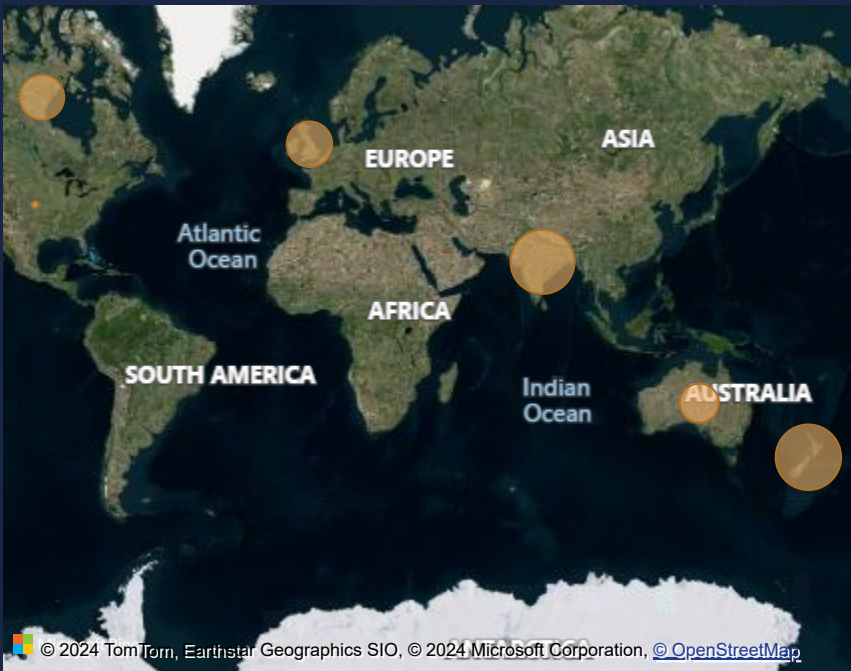 EUROPE
ASIA
Atlantic
Ocean
AFRICA
SOUTH AMERICA
Indian
Ocean
AUSTRALIA
ANTARCTICA
© 2024 TomTom, Earthstar Geographics SIO, © 2024 Microsoft Corporation, © OpenStreetMap